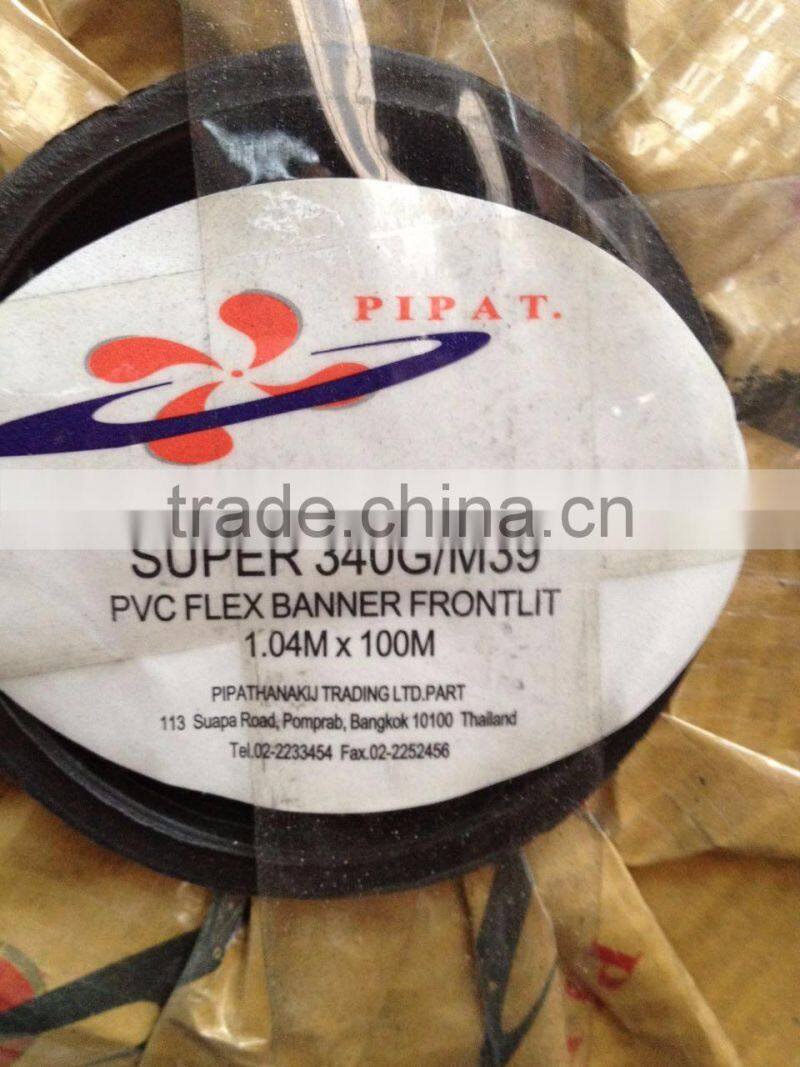 PIPAT.
trade.china.cn
SUPER 340G/M39
PVC FLEX BANNER FRONTLIT
1.04M x 100M
PIPATHANAKIJ TRADING LTD.PART
113 Suapa Road, Pomprab, Bangkok 10100 Thailand
Tel.02-2233454 Fax.02-2252456
P